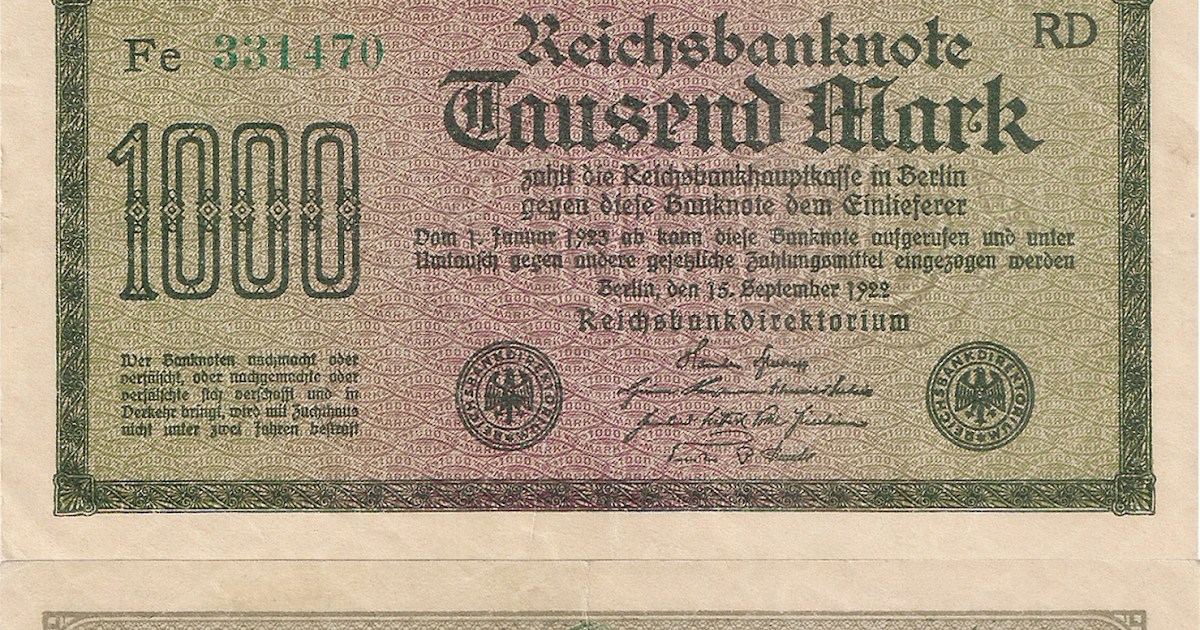 Fe 331470
RD
Reichsbanknote
Tausend Mark
1000
zahlt die Reichsbankhauptkasse in Berlin
gegen diese Banknote dem Einlieferer
Vom 1. Januar 1923 ab kann diese Banknote aufgerufen und unter
Umtausch gegen andere gesetzliche Zahlungsmittel eingezogen werden
Berlin, den 15. September 1922
Reichsbankdirektorium
Wer Banknoten nachmacht oder
verfälscht, oder nachgemachte oder
verfälschte sich verschafft und in
Verkehr bringt, wird mit Zuchthaus
nicht unter zwei Jahren bestraft
REICHSBANKDIREKTORIUM
REICHSBANKDIREKTORIUM